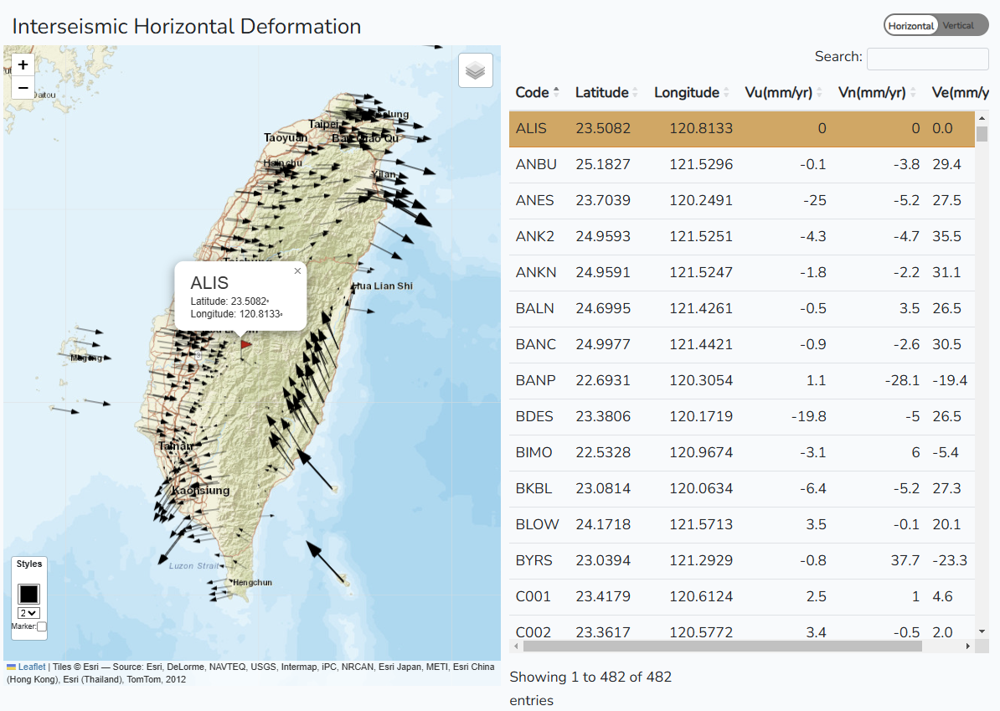 Interseismic Horizontal Deformation
Horizontal Vertical
Search:
+
−
Daitou
Keelung
Taipei
Taoyuan
Ban Qiao Qu
Hsinchu
Yilan
Taichung
Hua Lian Shi
×
ALIS
Latitude: 23.5082°
Longitude: 120.8133°
3
Magong
Tainan
Kaohsiung
Luzon Strait
Hengchun
Styles
2
Marker:
Leaflet | Tiles © Esri — Source: Esri, DeLorme, NAVTEQ, USGS, Intermap, iPC, NRCAN, Esri Japan, METI, Esri China
(Hong Kong), Esri (Thailand), TomTom, 2012
Code Latitude Longitude Vu(mm/yr) Vn(mm/yr) Ve(mm/y
ALIS 23.5082 120.8133 0 0 0.0
ANBU 25.1827 121.5296 -0.1 -3.8 29.4
ANES 23.7039 120.2491 -25 -5.2 27.5
ANK2 24.9593 121.5251 -4.3 -4.7 35.5
ANKN 24.9591 121.5247 -1.8 -2.2 31.1
BALN 24.6995 121.4261 -0.5 3.5 26.5
BANC 24.9977 121.4421 -0.9 -2.6 30.5
BANP 22.6931 120.3054 1.1 -28.1 -19.4
BDES 23.3806 120.1719 -19.8 -5 26.5
BIMO 22.5328 120.9674 -3.1 6 -5.4
BKBL 23.0814 120.0634 -6.4 -5.2 27.3
BLOW 24.1718 121.5713 3.5 -0.1 20.1
BYRS 23.0394 121.2929 -0.8 37.7 -23.3
C001 23.4179 120.6124 2.5 1 4.6
C002 23.3617 120.5772 3.4 -0.5 2.0
Showing 1 to 482 of 482
entries